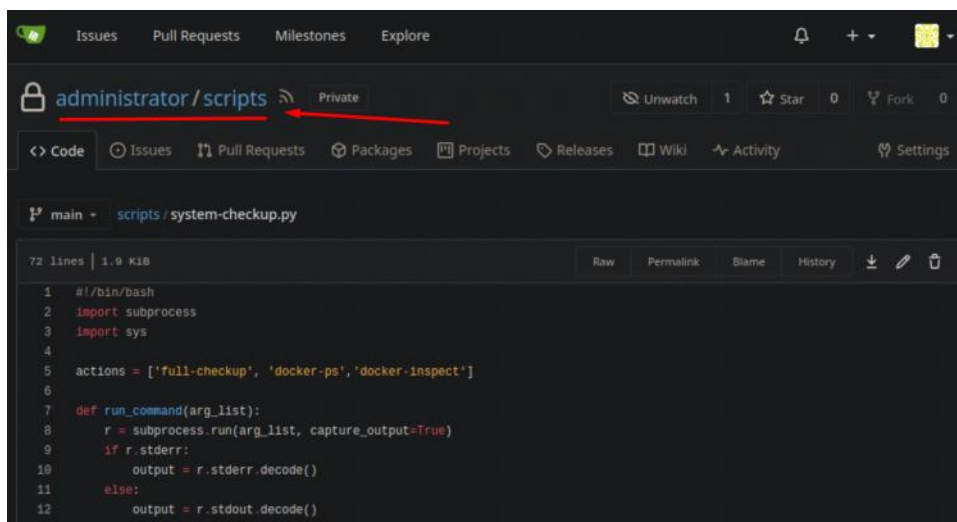 Issues Pull Requests Milestones Explore
administrator / scripts Private Unwatch 1 Star 0 Fork 0
Code Issues Pull Requests Packages Projects Releases Wiki Activity Settings
main scripts / system-checkup.py
72 lines | 1.9 KiB Raw Permalink Blame History
1 #!/bin/bash
2 import subprocess
3 import sys
4
5 actions = ['full-checkup', 'docker-ps','docker-inspect']
6
7 def run_command(arg_list):
8 r = subprocess.run(arg_list, capture_output=True)
9 if r.stderr:
10 output = r.stderr.decode()
11 else:
12 output = r.stdout.decode()